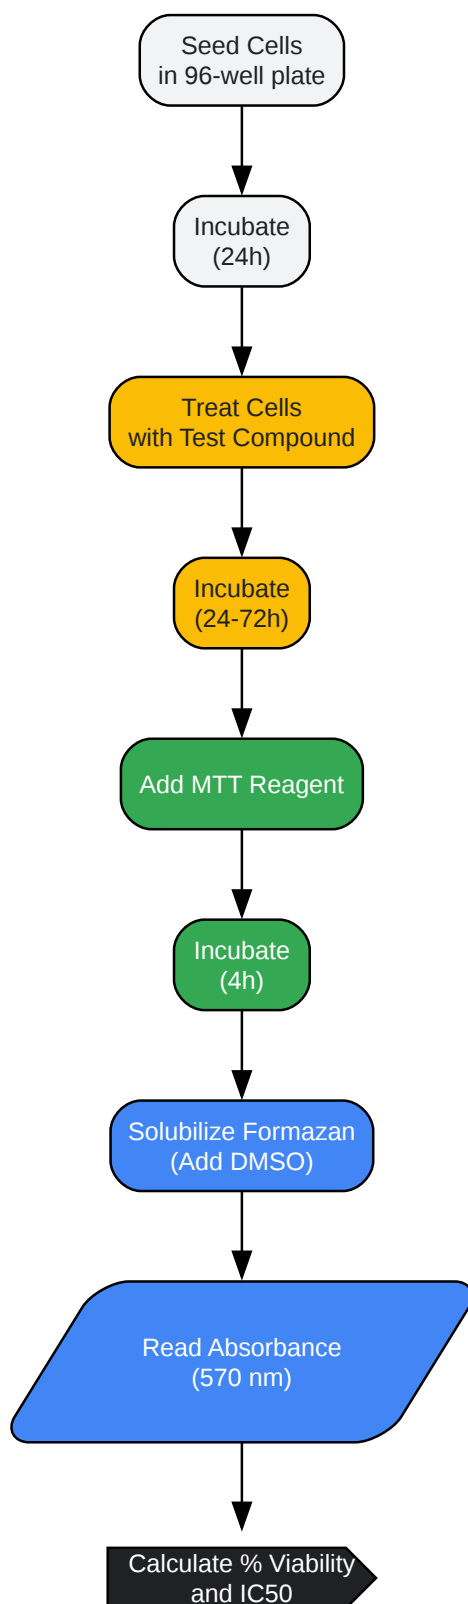 Seed Cells
in 96-well plate
Incubate
(24h)
Treat Cells
with Test Compound
Incubate
(24-72h)
Add MTT Reagent
Incubate
(4h)
Solubilize Formazan
(Add DMSO)
Read Absorbance
(570 nm)
Calculate % Viability
and IC50